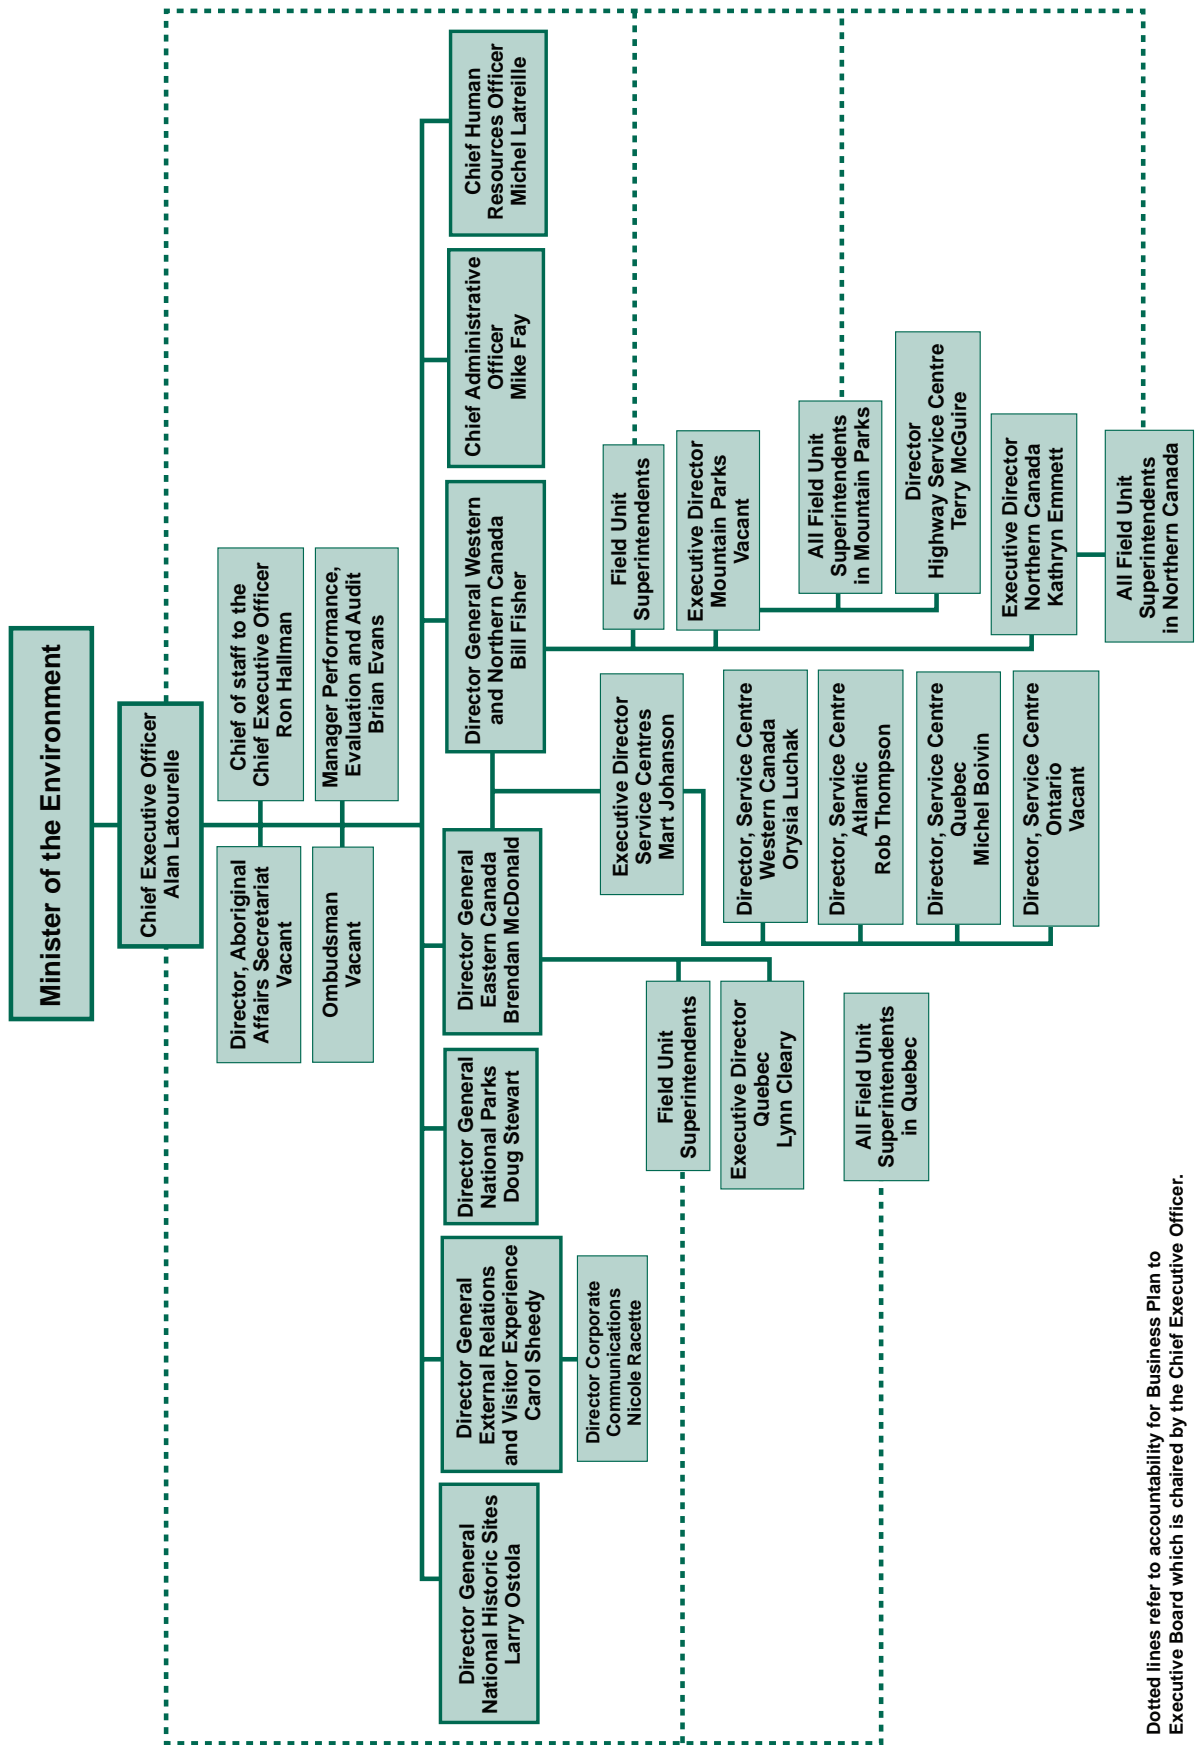 Minister of the Environment
Chief Executive Officer
Alan Latourelle
Director, Aboriginal
Affairs Secretariat
Vacant
Chief of staff to the
Chief Executive Officer
Ron Hallman
Ombudsman
Vacant
Manager Performance,
Evaluation and Audit
Brian Evans
Director General
National Historic Sites
Larry Ostola
Director General
External Relations
and Visitor Experience
Carol Sheedy
Director General
National Parks
Doug Stewart
Director General
Eastern Canada
Brendan McDonald
Director General Western
and Northern Canada
Bill Fisher
Chief Administrative
Officer
Mike Fay
Chief Human
Resources Officer
Michel Latreille
Director Corporate
Communications
Nicole Racette
Field Unit
Superintendents
Executive Director
Quebec
Lynn Cleary
All Field Unit
Superintendents
in Quebec
Executive Director
Service Centres
Mart Johanson
Director, Service Centre
Western Canada
Orysia Luchak
Director, Service Centre
Atlantic
Rob Thompson
Director, Service Centre
Quebec
Michel Boivin
Director, Service Centre
Ontario
Vacant
Field Unit
Superintendents
Executive Director
Mountain Parks
Vacant
All Field Unit
Superintendents
in Mountain Parks
Director
Highway Service Centre
Terry McGuire
Executive Director
Northern Canada
Kathryn Emmett
All Field Unit
Superintendents
in Northern Canada
Dotted lines refer to accountability for Business Plan to
Executive Board which is chaired by the Chief Executive Officer.